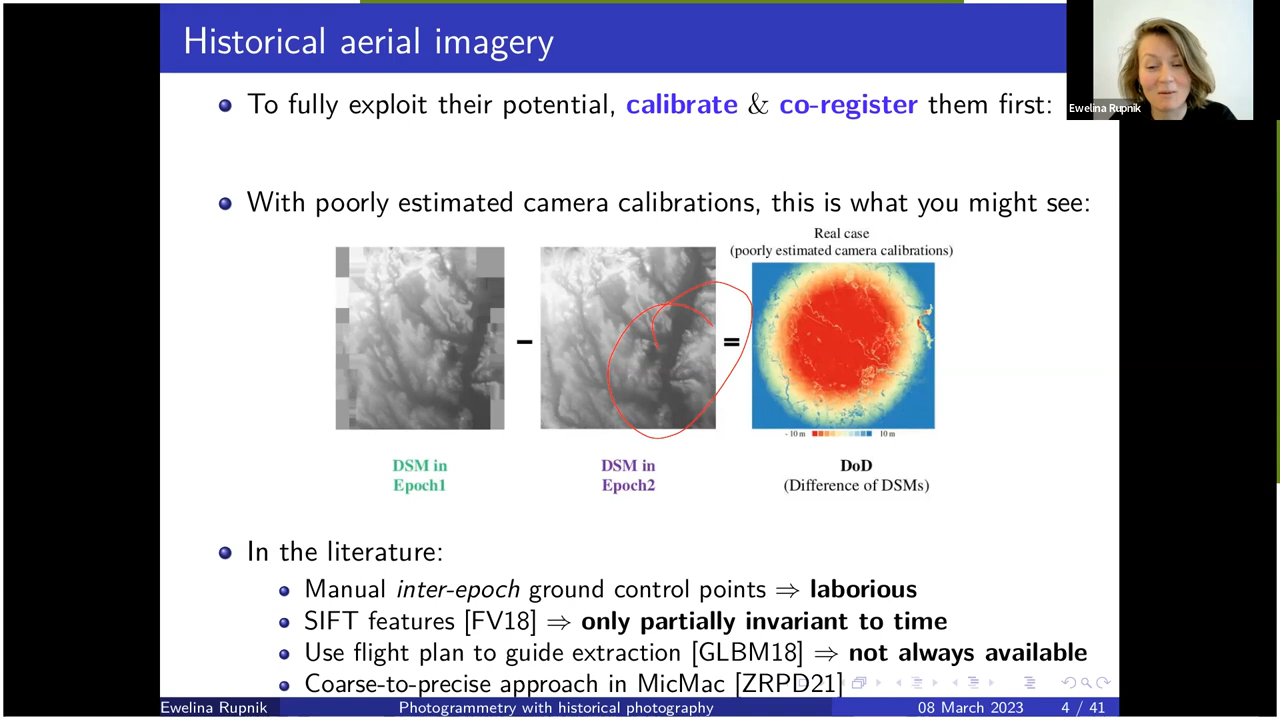 Historical aerial imagery
Ewelina Rupnik
To fully exploit their potential, calibrate & co-register them first:
With poorly estimated camera calibrations, this is what you might see:
Real case
(poorly estimated camera calibrations)
–
=
- 10 m
10 m
DSM in
Epoch1
DSM in
Epoch2
DoD
(Difference of DSMs)
In the literature:
Manual inter-epoch ground control points ⇒ laborious
SIFT features [FV18] ⇒ only partially invariant to time
Use flight plan to guide extraction [GLBM18] ⇒ not always available
Coarse-to-precise approach in MicMac [ZRPD21]
Ewelina Rupnik
Photogrammetry with historical photography
08 March 2023
4 / 41